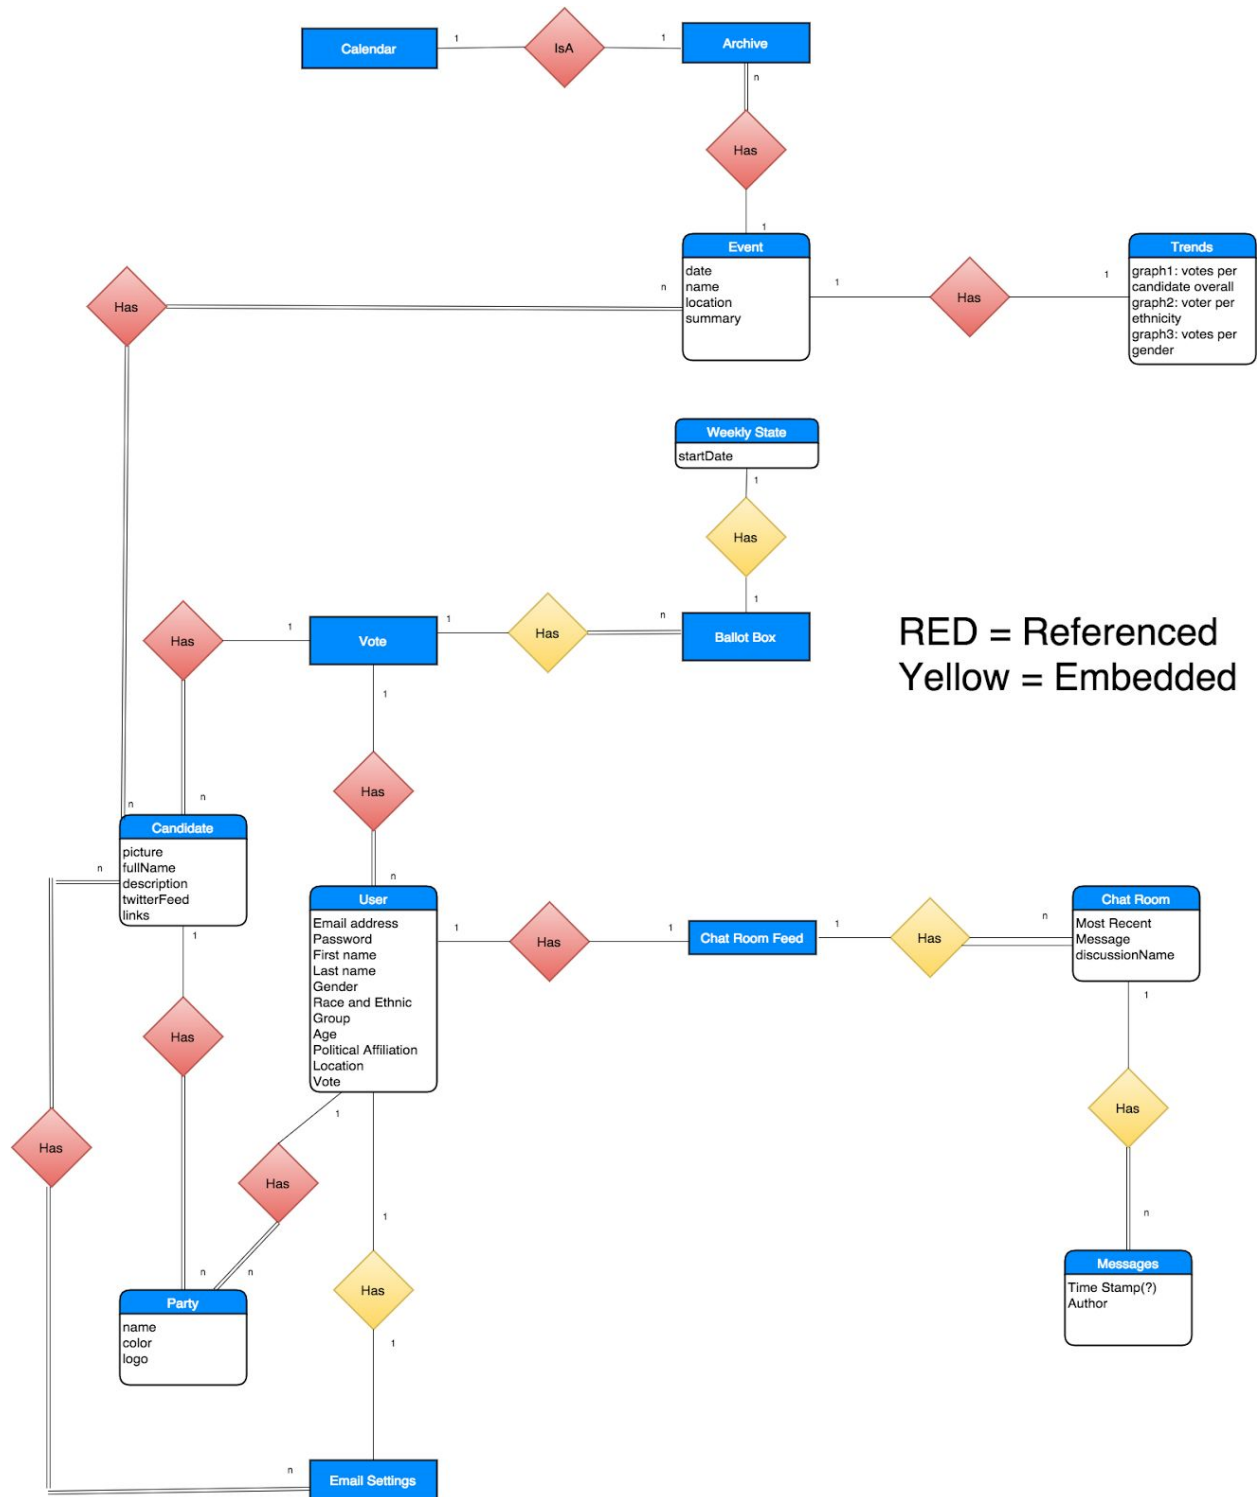 Calendar
1
IsA
1
Archive
n
Has
1
Event
date
name
location
summary
1
Has
1
Trends
graph1: votes per
candidate overall
graph2: voter per
ethnicity
graph3: votes per
gender
Has
n
n
Weekly State
startDate
1
Has
1
Ballot Box
n
Has
1
Vote
1
Has
n
RED = Referenced
Yellow = Embedded
1
Has
n
Candidate
picture
fullName
description
twitterFeed
links
n
1
User
Email address
Password
First name
Last name
Gender
Race and Ethnic
Group
Age
Political Affiliation
Location
Vote
1
Has
1
Chat Room Feed
1
Has
n
Chat Room
Most Recent
Message
discussionName
1
Has
n
Messages
Time Stamp(?)
Author
Has
n
Has
1
Has
n
Party
name
color
logo
1
Has
1
n
Email Settings